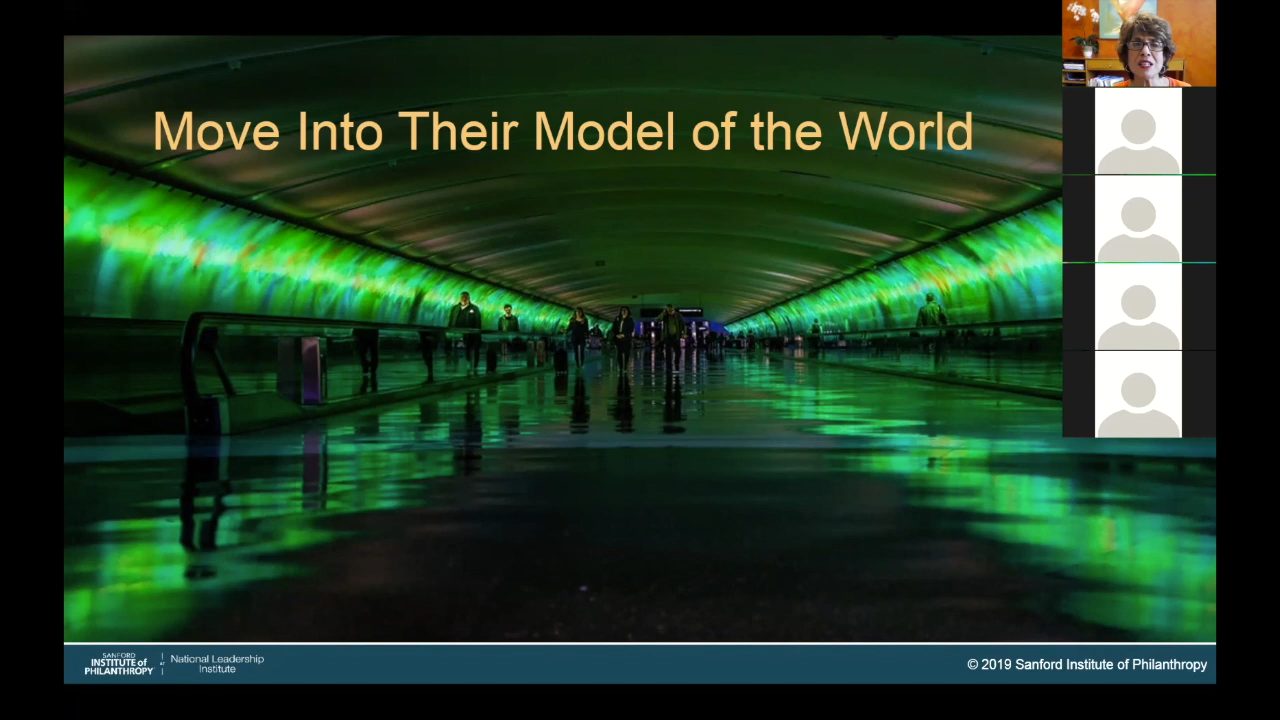 Move Into Their Model of the World
SANFORD
INSTITUTE of
PHILANTHROPY
AT
National Leadership
Institute
© 2019 Sanford Institute of Philanthropy